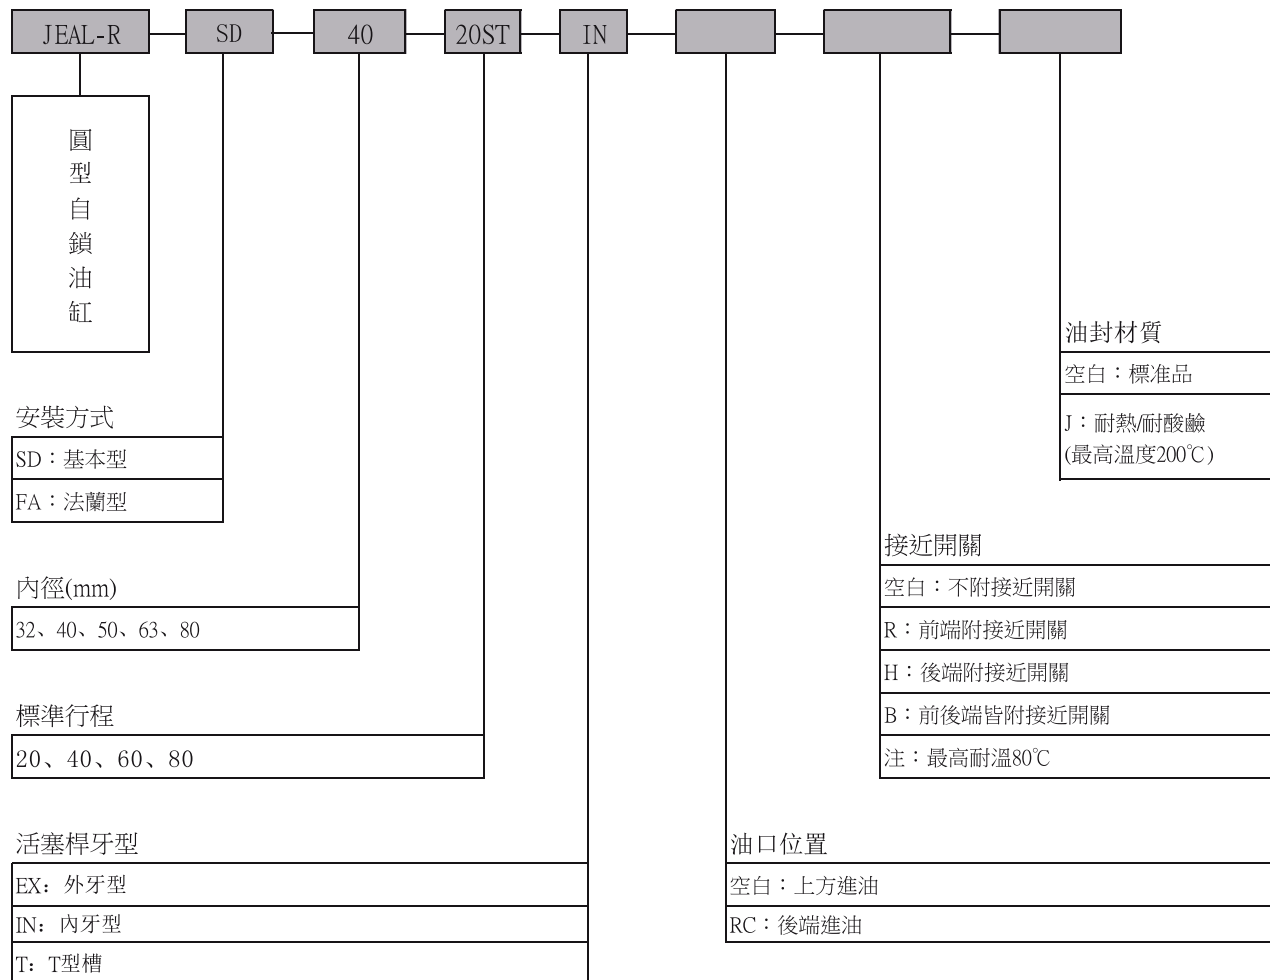 JEAL-R
SD
40
20ST
IN
圓
型
自
鎖
油
缸
安裝方式
SD：基本型
FA：法蘭型
內徑(mm)
32、40、50、63、80
標準行程
20、40、60、80
活塞桿牙型
EX：外牙型
IN：內牙型
T：T型槽
油口位置
空白：上方進油
RC：後端進油
接近開關
空白：不附接近開關
R：前端附接近開關
H：後端附接近開關
B：前後端皆附接近開關
注：最高耐溫80℃
油封材質
空白：標准品
J：耐熱/耐酸鹼
(最高溫度200℃)